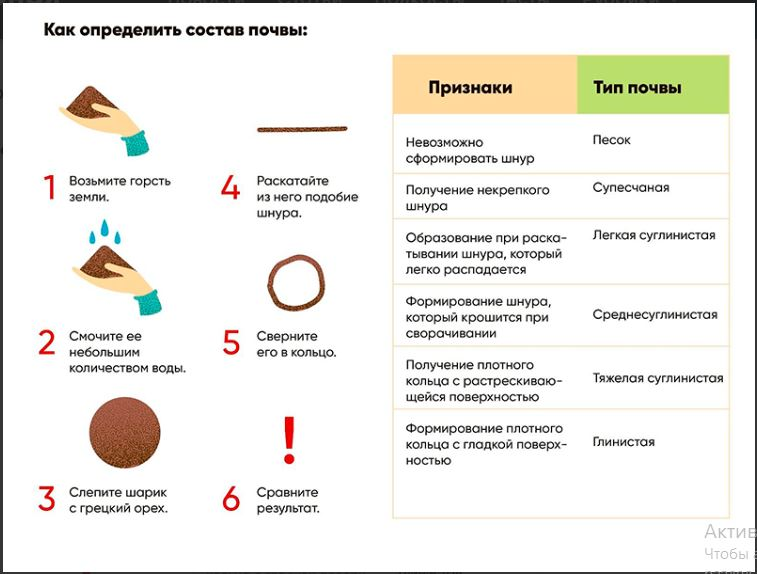 Как определить состав почвы:
1 Возьмите горсть
земли.
2 Смочите ее
небольшим
количеством воды.
3 Слепите шарик
с грецкий орех.
4 Раскатайте
из него подобие
шнура.
5 Сверните
его в кольцо.
!
6 Сравните
результат.
Признаки Тип почвы
Невозможно
сформировать шнур
Песок
Получение некрепкого
шнура
Супесчаная
Образование при раска-
тывании шнура, который
легко распадается
Легкая суглинистая
Формирование шнура,
который крошится при
сворачивании
Среднесуглинистая
Получение плотного
кольца с растрескиваю-
щейся поверхностью
Тяжелая суглинистая
Формирование плотного
кольца с гладкой поверх-
ностью
Глинистая
Актив
Чтобы